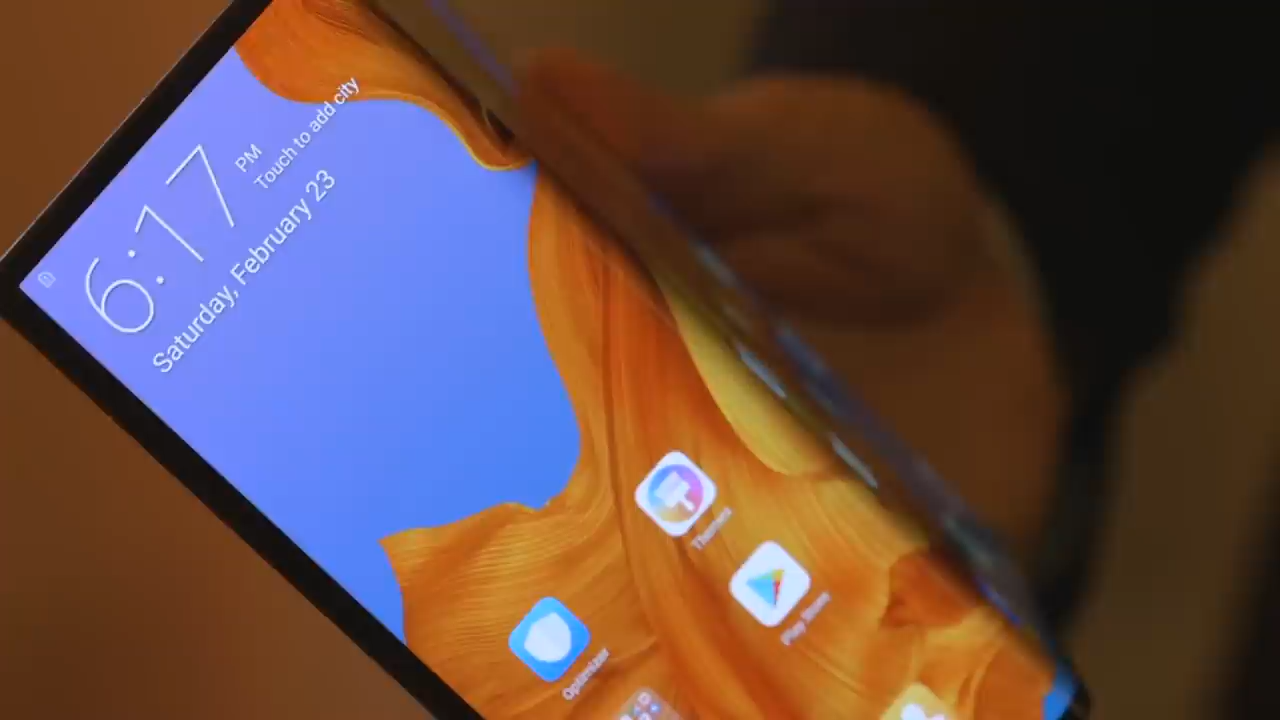 6:17 PM
Touch to add city
Saturday, February 23
Themes
Play Store
Optimizer